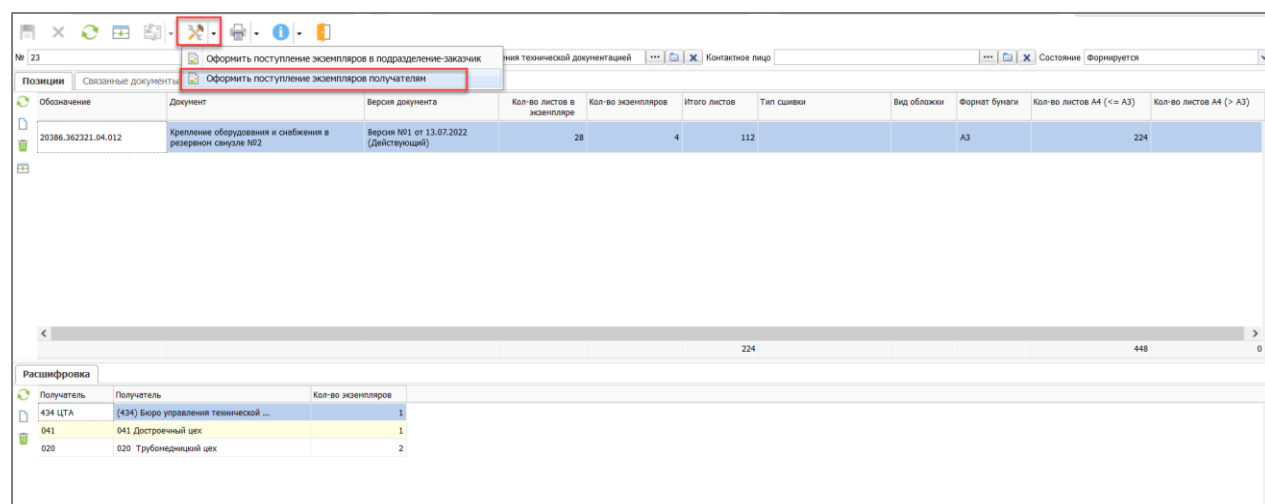 № 23
Оформить поступление экземпляров в подразделение-заказчик
ния технической документацией
Контактное лицо
Состояние Формируется
Оформить поступление экземпляров получателям
Позиции Связанные документы
Обозначение Документ Версия документа Кол-во листов в экземпляре Кол-во экземпляров Итого листов Тип сшивки Вид обложки Формат бумаги Кол-во листов А4 (<= А3) Кол-во листов А4 (> А3)
20386.362321.04.012 Крепление оборудования и снабжения в резервном санузле №2 Версия №1 от 13.07.2022 (Действующий) 28 4 112 А3 224
224 448 0
Расшифровка
Получатель Получатель Кол-во экземпляров
434 ЦТА (434) Бюро управления технической ... 1
041 041 Достроечный цех 1
020 020 Трубомедницкий цех 2